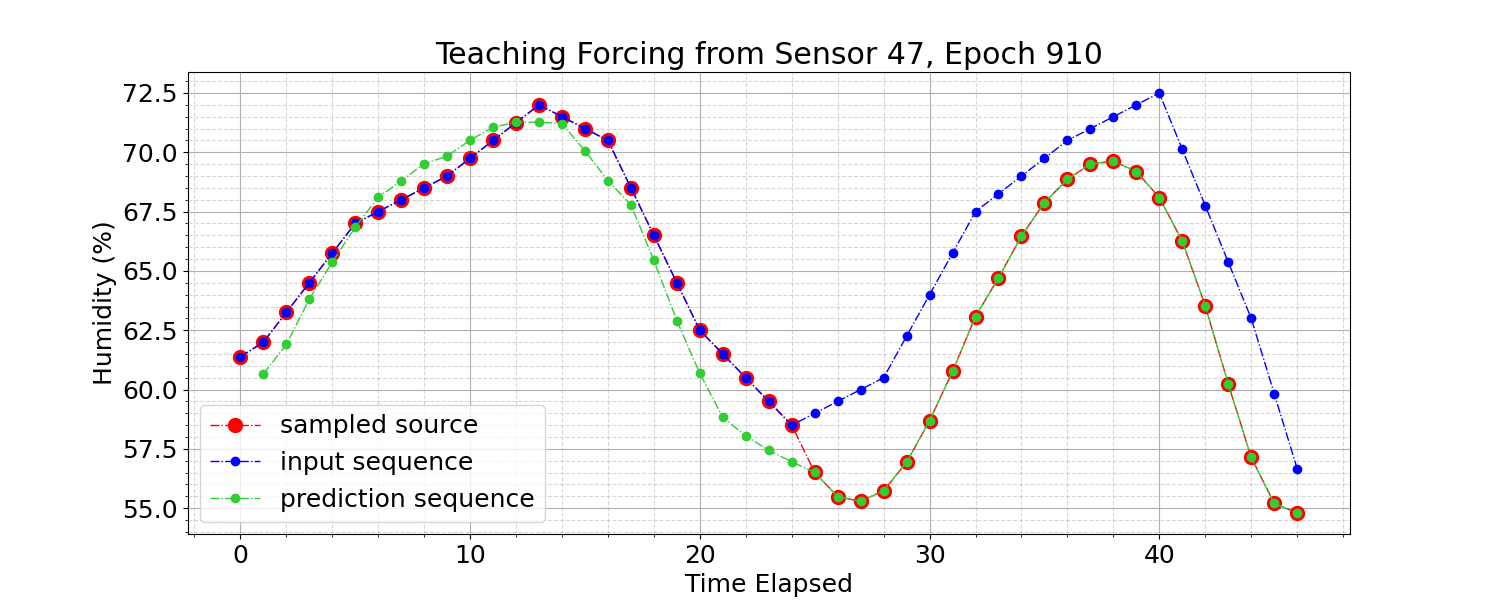 Teaching Forcing from Sensor 47, Epoch 910
72.5
70.0
67.5
65.0
62.5
60.0
57.5
55.0
Humidity (%)
sampled source
input sequence
prediction sequence
0 10 20 30 40
Time Elapsed